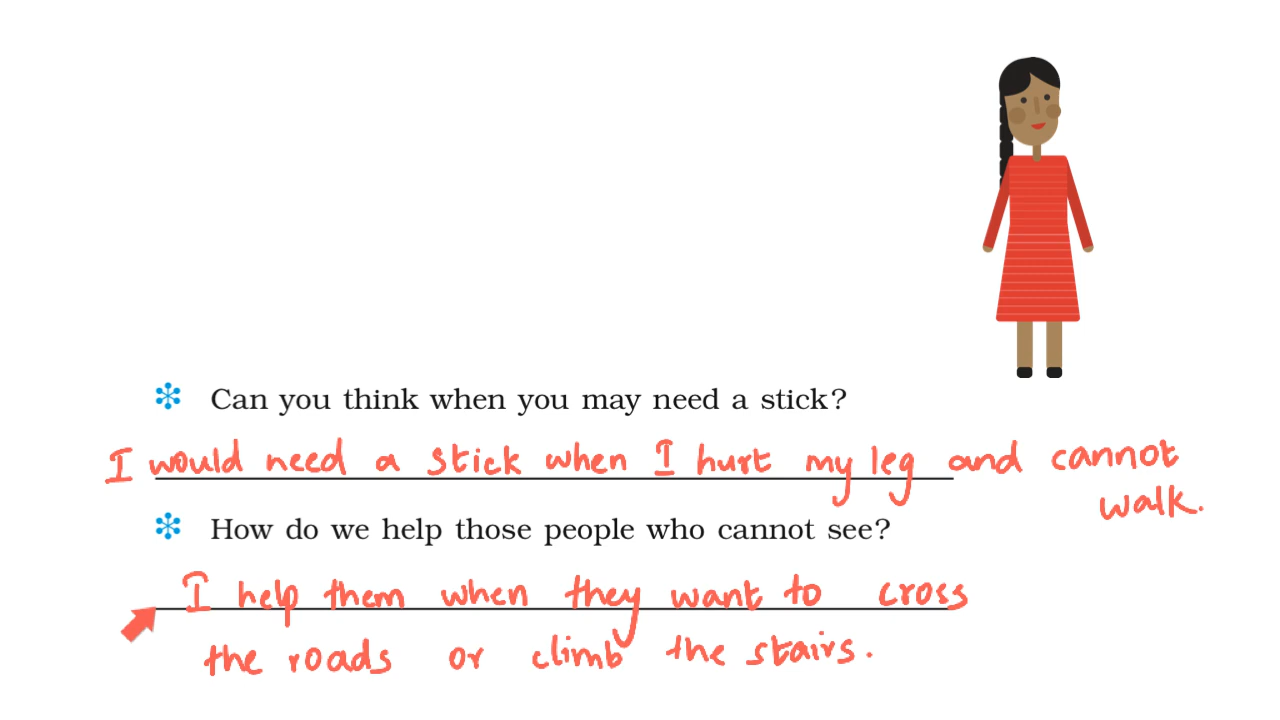 Can you think when you may need a stick?
I would need a stick when I hurt my leg and cannot
walk.
How do we help those people who cannot see?
I help them when they want to cross
the roads or climb the stairs.